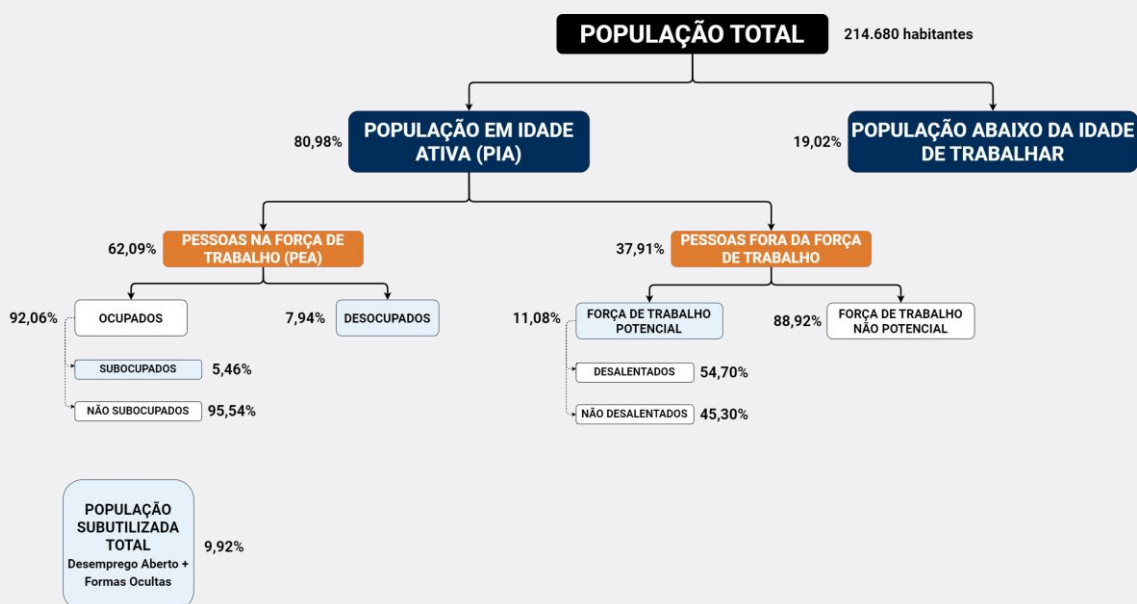 POPULAÇÃO TOTAL
214.680 habitantes
80,98%
POPULAÇÃO EM IDADE
ATIVA (PIA)
19,02%
POPULAÇÃO ABAIXO DA IDADE
DE TRABALHAR
62,09%
PESSOAS NA FORÇA DE
TRABALHO (PEA)
37,91%
PESSOAS FORA DA FORÇA
DE TRABALHO
92,06%
OCUPADOS
7,94%
DESOCUPADOS
11,08%
FORÇA DE TRABALHO
POTENCIAL
88,92%
FORÇA DE TRABALHO
NÃO POTENCIAL
SUBOCUPADOS
5,46%
DESALENTADOS
54,70%
NÃO SUBOCUPADOS
95,54%
NÃO DESALENTADOS
45,30%
POPULAÇÃO
SUBUTILIZADA
TOTAL
Desemprego Aberto +
Formas Ocultas
9,92%